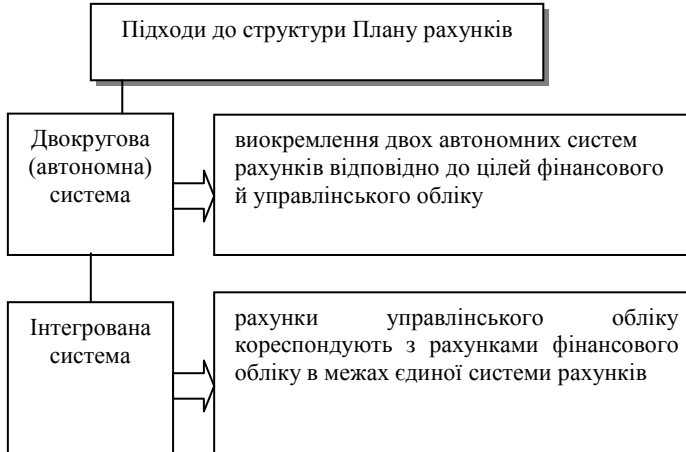 Підходи до структури Плану рахунків
Двокругова
(автономна)
система
виокремлення двох автономних систем
рахунків відповідно до цілей фінансового
й управлінського обліку
Інтегрована
система
рахунки управлінського обліку
кореспондують з рахунками фінансового
обліку в межах єдиної системи рахунків